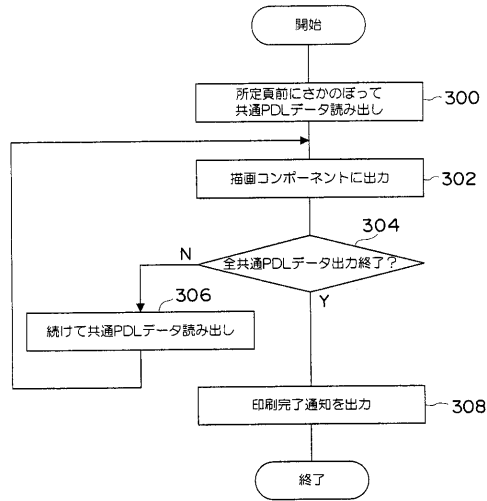 開始
所定頁前にさかのぼって
共通PDLデータ読み出し
300
描画コンポーネントに出力
302
304
全共通PDLデータ出力終了？
N
Y
306
続けて共通PDLデータ読み出し
印刷完了通知を出力
308
終了